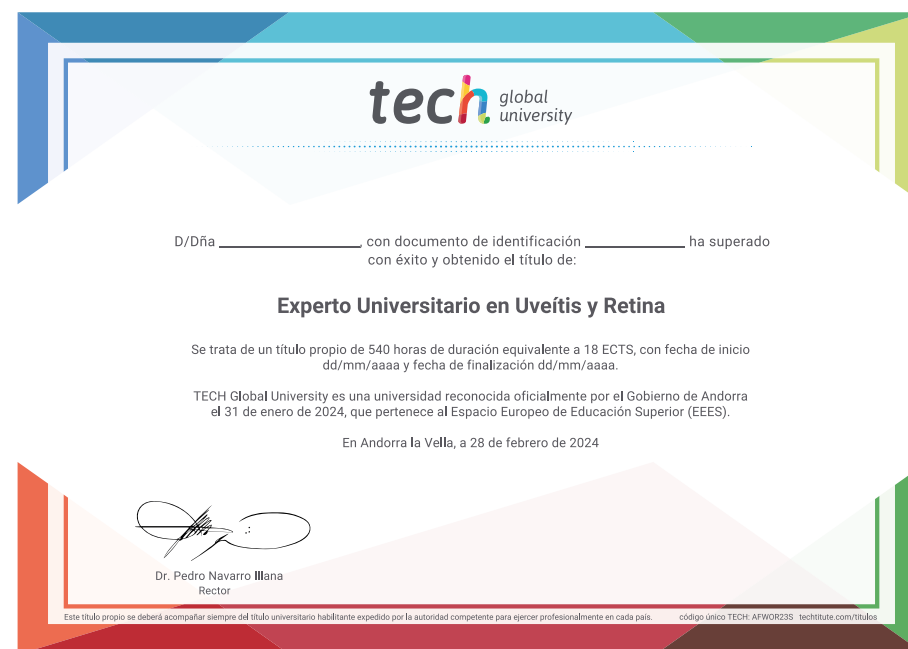 tech global university
D/Dña ____________________, con documento de identificación ______________ ha superado
con éxito y obtenido el título de:
Experto Universitario en Uveítis y Retina
Se trata de un título propio de 540 horas de duración equivalente a 18 ECTS, con fecha de inicio
dd/mm/aaaa y fecha de finalización dd/mm/aaaa.
TECH Global University es una universidad reconocida oficialmente por el Gobierno de Andorra
el 31 de enero de 2024, que pertenece al Espacio Europeo de Educación Superior (EEES).
En Andorra la Vella, a 28 de febrero de 2024
Dr. Pedro Navarro Illana
Rector
Este título propio se deberá acompañar siempre del título universitario habilitante expedido por la autoridad competente para ejercer profesionalmente en cada país. código único TECH: AFWOR23S techtitute.com/titulos